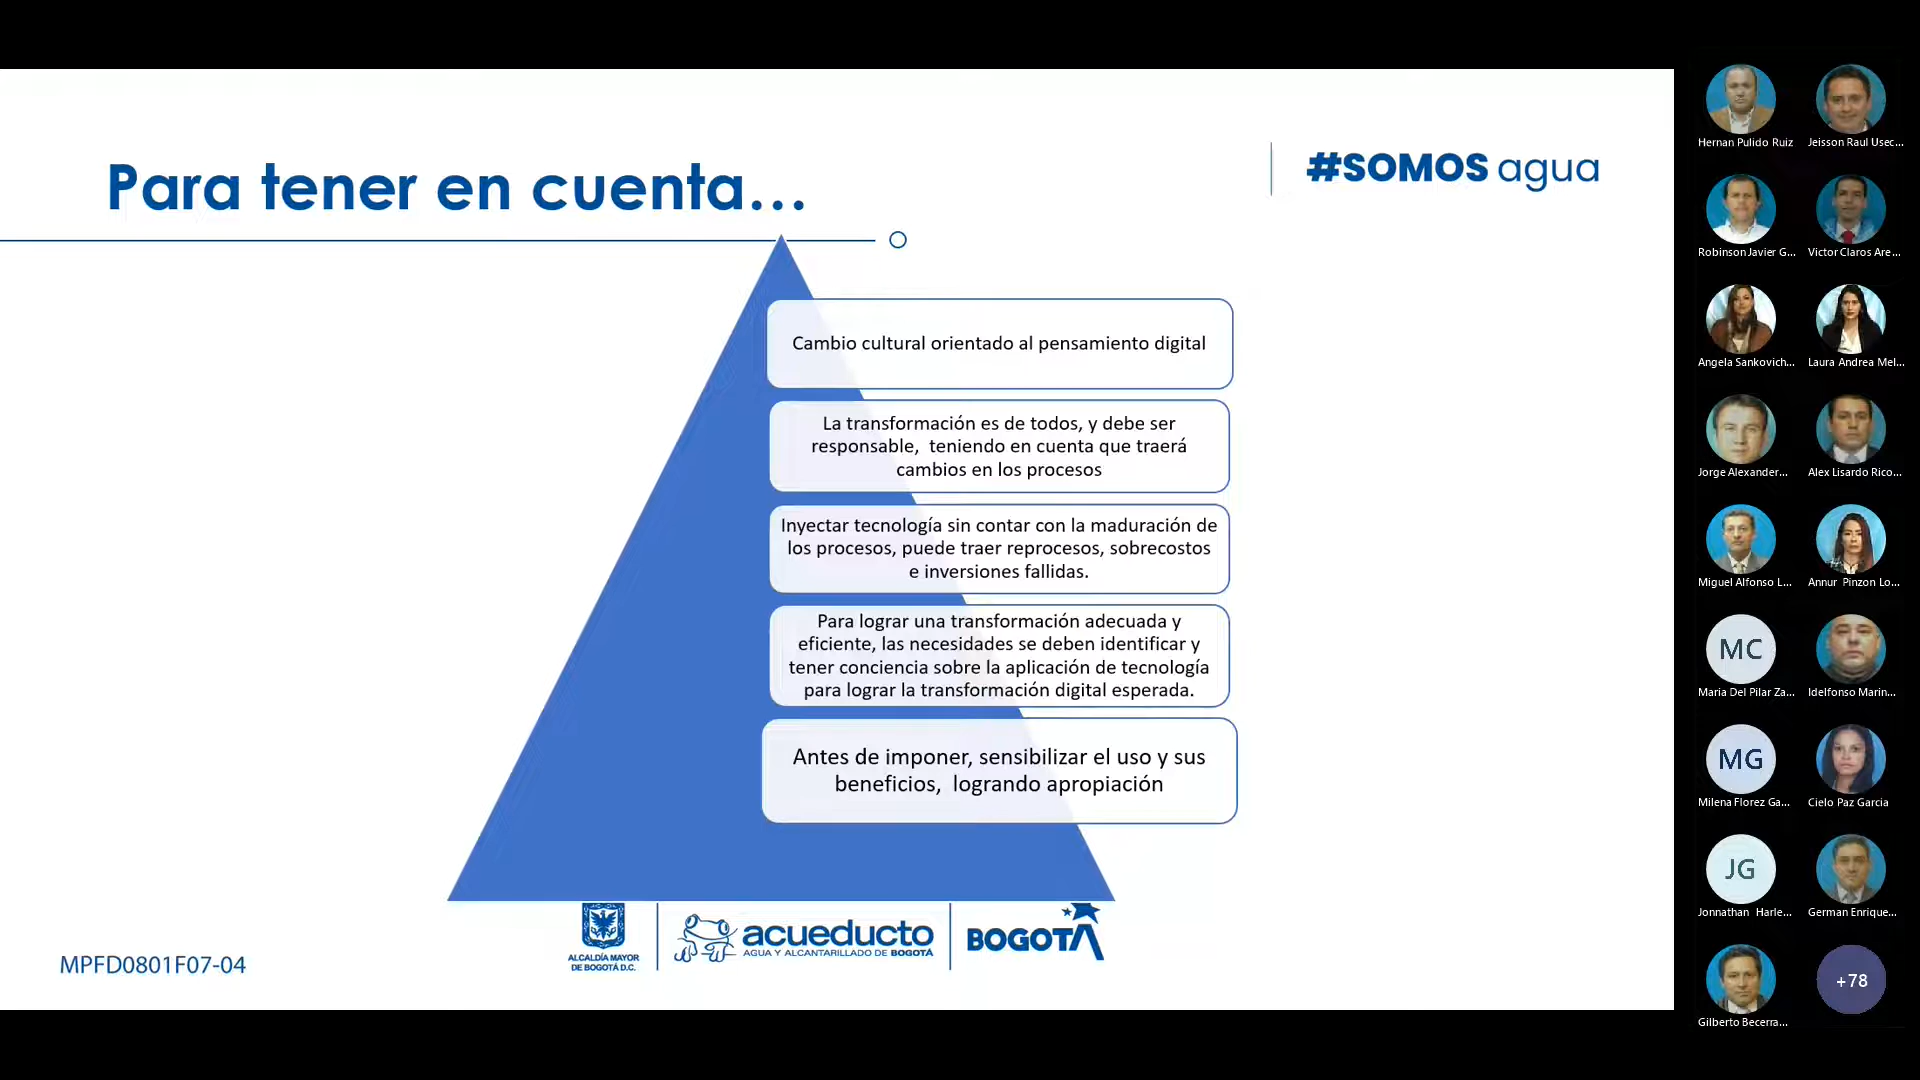 Para tener en cuenta...
#SOMOS agua
Cambio cultural orientado al pensamiento digital
La transformación es de todos, y debe ser
responsable, teniendo en cuenta que traerá
cambios en los procesos
Inyectar tecnología sin contar con la maduración de
los procesos, puede traer reprocesos, sobrecostos
e inversiones fallidas.
Para lograr una transformación adecuada y
eficiente, las necesidades se deben identificar y
tener conciencia sobre la aplicación de tecnología
para lograr la transformación digital esperada.
Antes de imponer, sensibilizar el uso y sus
beneficios, logrando apropiación
MPFD0801F07-04
ALCALDÍA MAYOR
DE BOGOTÁ D.C.
acueducto
AGUA Y ALCANTARILLADO DE BOGOTÁ
BOGOTÁ
Hernan Pulido Ruiz
Jeisson Raul Usec...
Robinson Javier G...
Victor Claros Are...
Angela Sankovich...
Laura Andrea Mel...
Jorge Alexander...
Alex Lisardo Rico...
Miguel Alfonso L...
Annur Pinzon Lo...
MC
Maria Del Pilar Za...
Idelfonso Marin...
MG
Milena Florez Ga...
Cielo Paz Garcia
JG
Jonnathan Harle...
German Enrique...
Gilberto Becerra...
+78